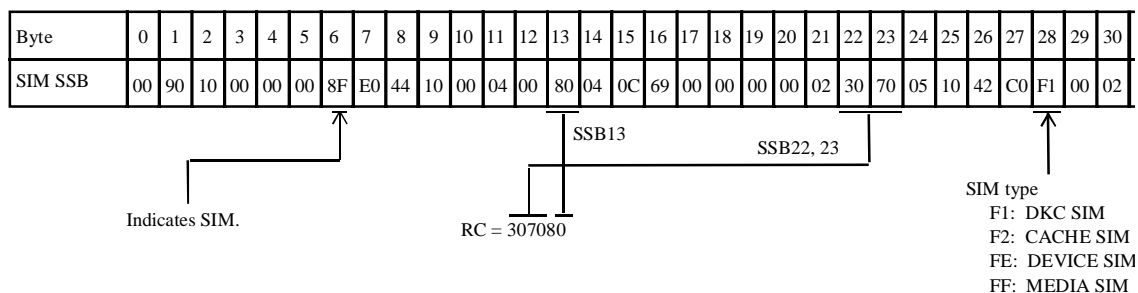 Byte 0 1 2 3 4 5 6 7 8 9 10 11 12 13 14 15 16 17 18 19 20 21 22 23 24 25 26 27 28 29 30
SIM SSB 00 90 10 00 00 00 8F E0 44 10 00 04 00 80 04 0C 69 00 00 00 00 02 30 70 05 10 42 C0 F1 00 02
SSB13
SSB22, 23
Indicates SIM.
RC = 307080
SIM type
F1: DKC SIM
F2: CACHE SIM
FE: DEVICE SIM
FF: MEDIA SIM